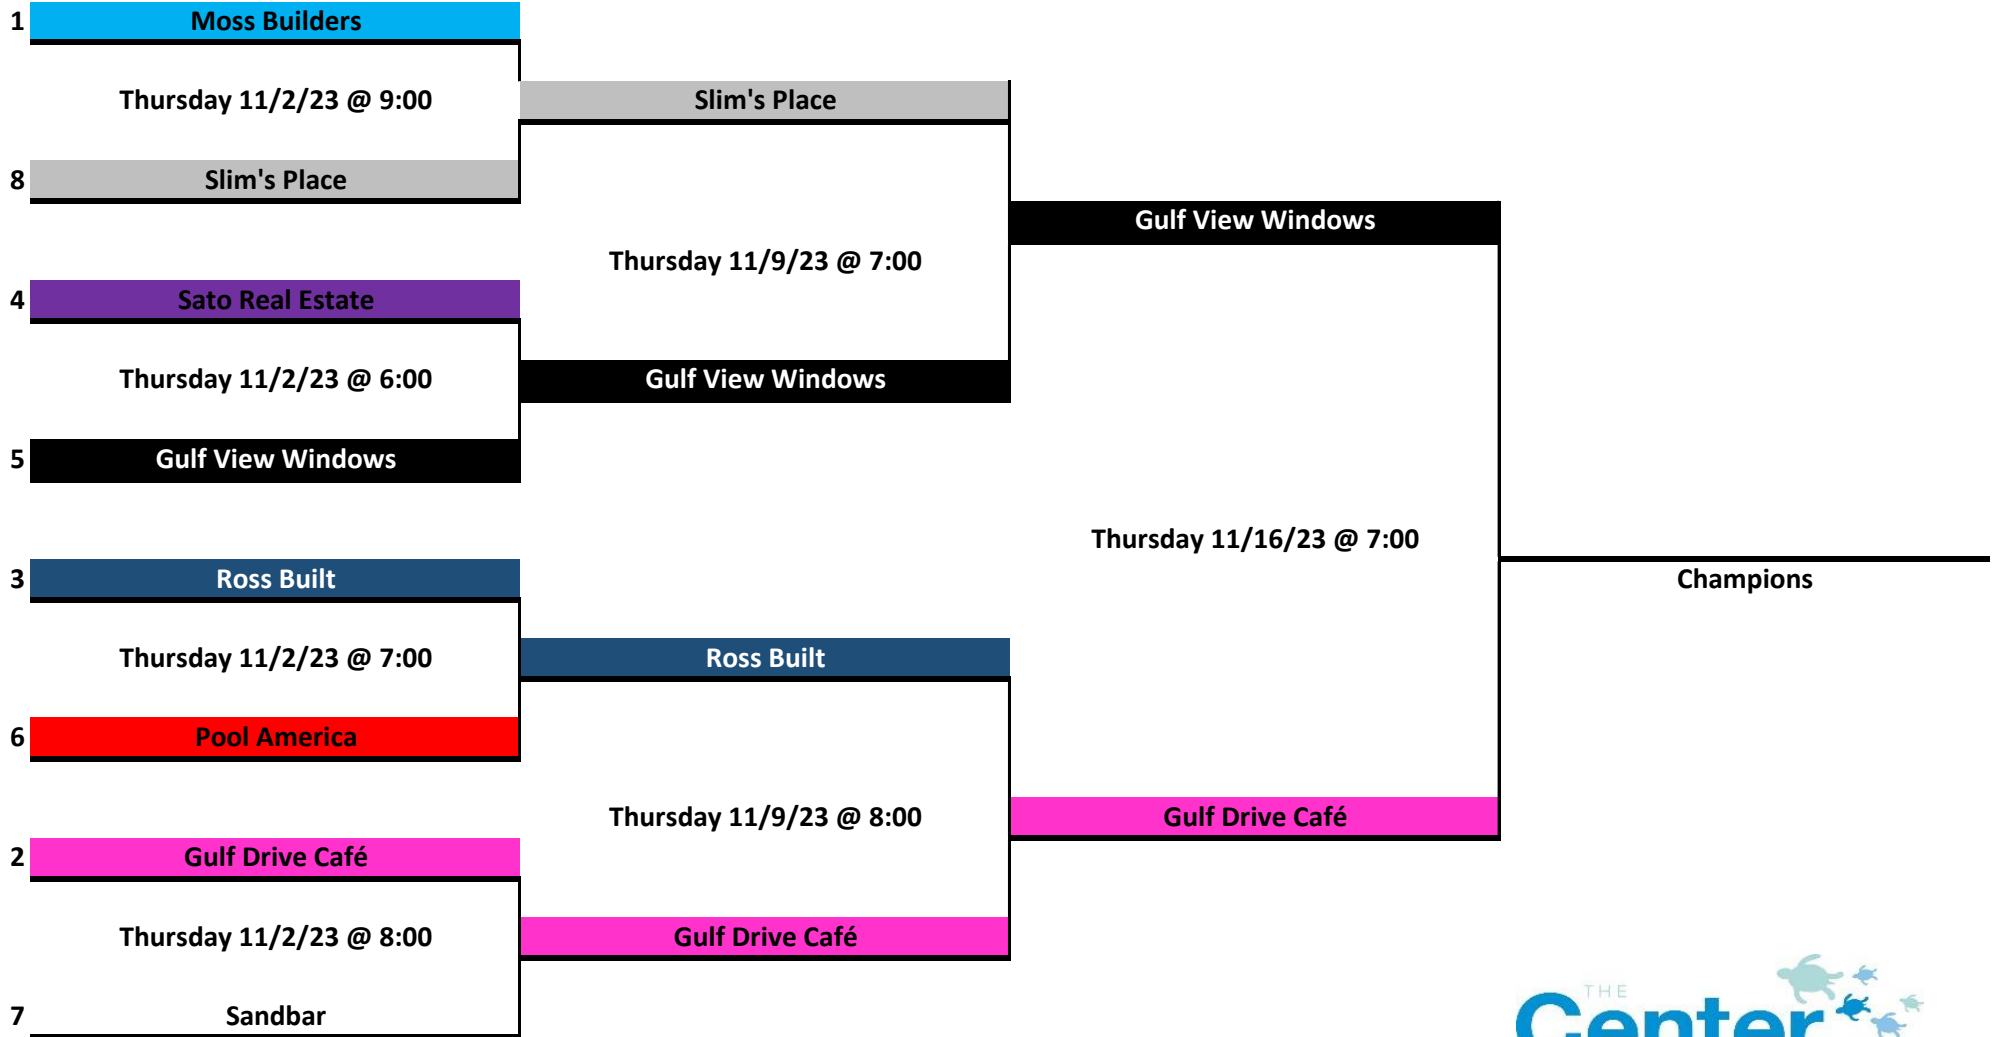 1 Moss Builders
Thursday 11/2/23 @ 9:00
Slim's Place
8 Slim's Place
Gulf View Windows
Thursday 11/9/23 @ 7:00
4 Sato Real Estate
Thursday 11/2/23 @ 6:00
Gulf View Windows
5 Gulf View Windows
Thursday 11/16/23 @ 7:00
3 Ross Built
Champions
Thursday 11/2/23 @ 7:00
Ross Built
6 Pool America
Thursday 11/9/23 @ 8:00
Gulf Drive Café
2 Gulf Drive Café
Thursday 11/2/23 @ 8:00
Gulf Drive Café
7 Sandbar
THE
Center